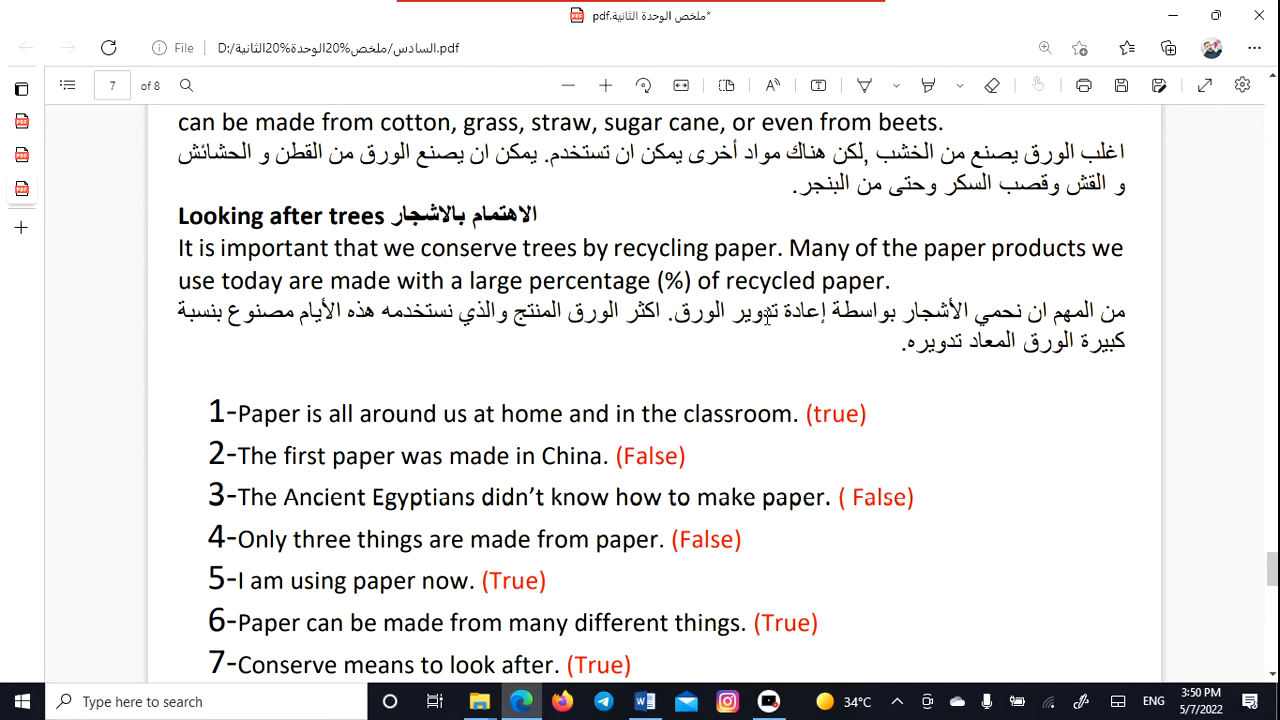 ملخص الوحدة الثانية.pdf*
File D:/السادس/ملخص%20الوحدة%20الثانية.pdf
7 of 8
can be made from cotton, grass, straw, sugar cane, or even from beets.
اغلب الورق يصنع من الخشب ,لكن هناك مواد أخرى يمكن ان تستخدم. يمكن ان يصنع الورق من القطن و الحشائش
و القش وقصب السكر وحتى من البنجر.
Looking after trees الاهتمام بالاشجار
It is important that we conserve trees by recycling paper. Many of the paper products we
use today are made with a large percentage (%) of recycled paper.
من المهم ان نحمي الأشجار بواسطة إعادة تدوير الورق. اكثر الورق المنتج والذي نستخدمه هذه الأيام مصنوع بنسبة
كبيرة الورق المعاد تدويره.
1-Paper is all around us at home and in the classroom. (true)
2-The first paper was made in China. (False)
3-The Ancient Egyptians didn’t know how to make paper. ( False)
4-Only three things are made from paper. (False)
5-I am using paper now. (True)
6-Paper can be made from many different things. (True)
7-Conserve means to look after. (True)
Type here to search
34°C
ENG
3:50 PM
5/7/2022